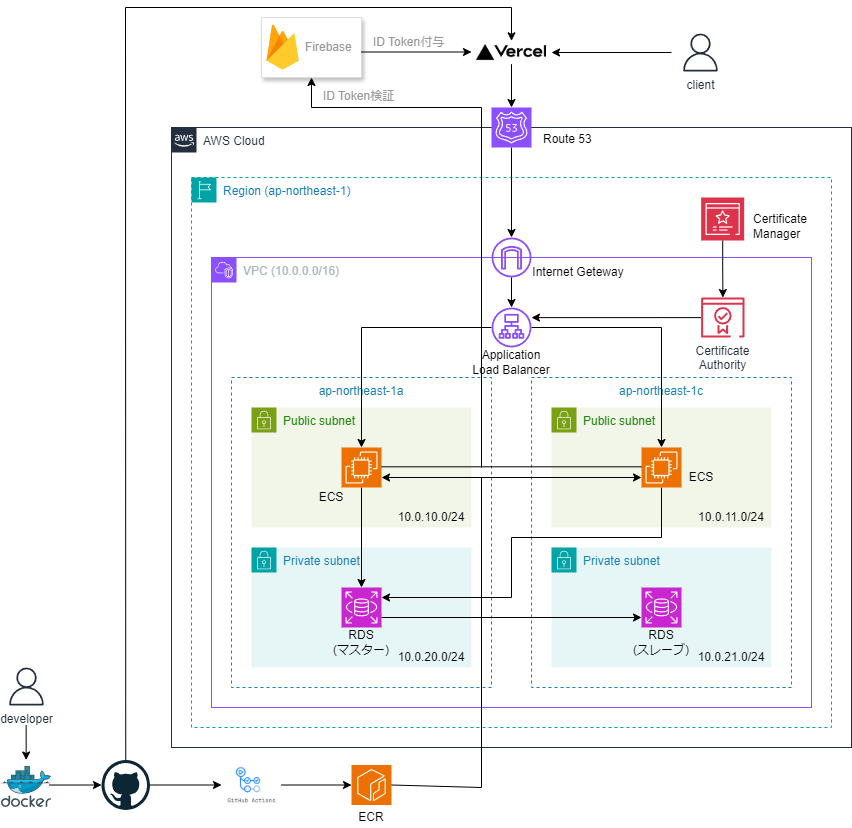 Firebase
ID Token付与
Vercel
client
ID Token検証
53
Route 53
aws
AWS Cloud
Region (ap-northeast-1)
Certificate
Manager
VPC (10.0.0.0/16)
Internet Geteway
Application
Load Balancer
Certificate
Authority
ap-northeast-1a
ap-northeast-1c
Public subnet
Public subnet
ECS
ECS
10.0.10.0/24
10.0.11.0/24
Private subnet
Private subnet
RDS
(マスター)
10.0.20.0/24
RDS
(スレーブ)
10.0.21.0/24
developer
docker
GitHub Actions
ECR